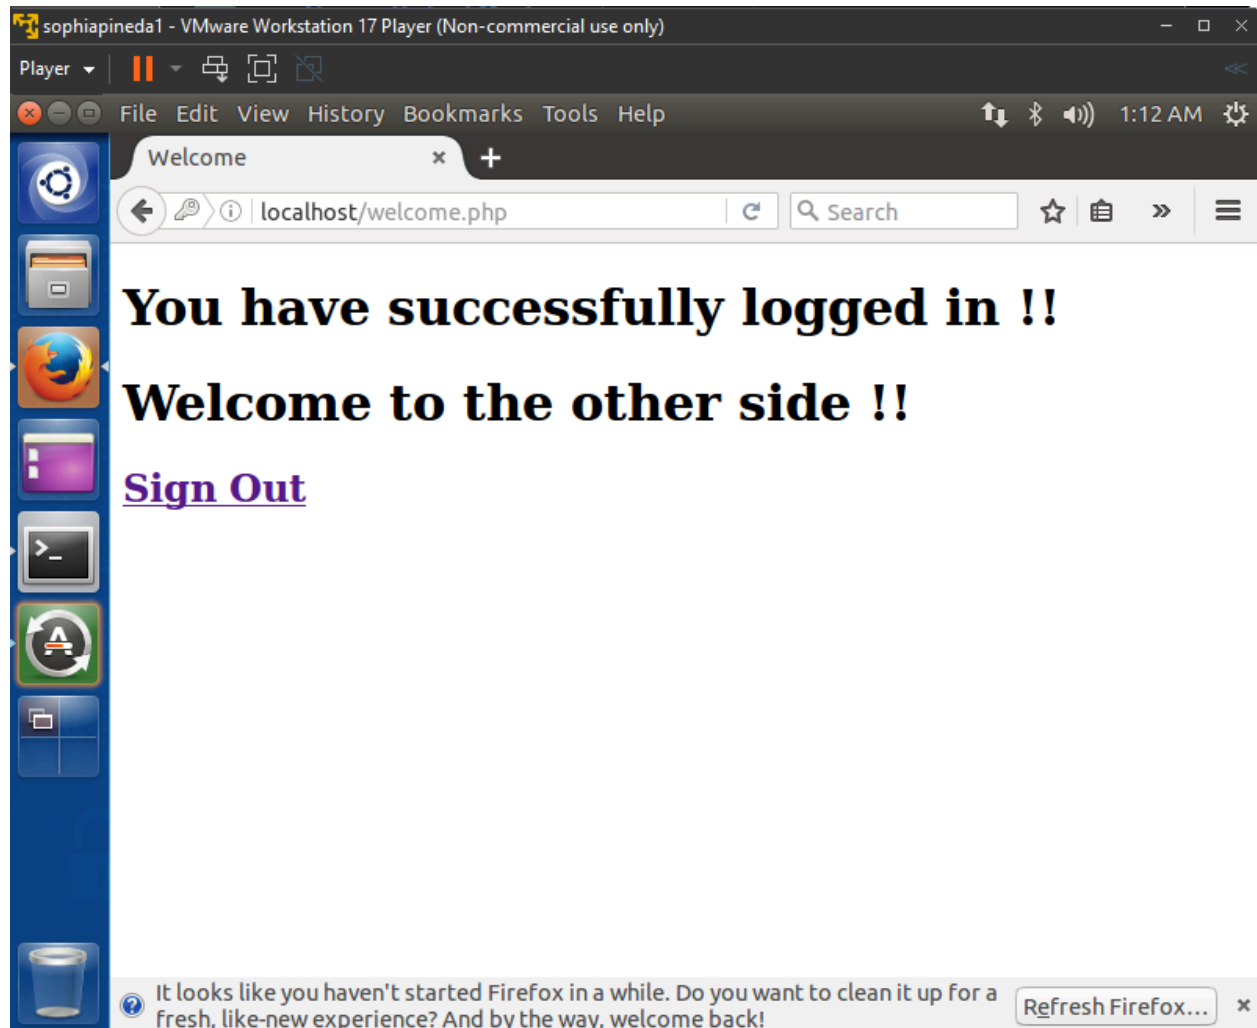 sophiapineda1 - VMware Workstation 17 Player (Non-commercial use only)
Player
File Edit View History Bookmarks Tools Help 1:12 AM
Welcome
localhost/welcome.php Search
You have successfully logged in !!
Welcome to the other side !!
Sign Out
It looks like you haven't started Firefox in a while. Do you want to clean it up for a
fresh, like-new experience? And by the way, welcome back!
Refresh Firefox...